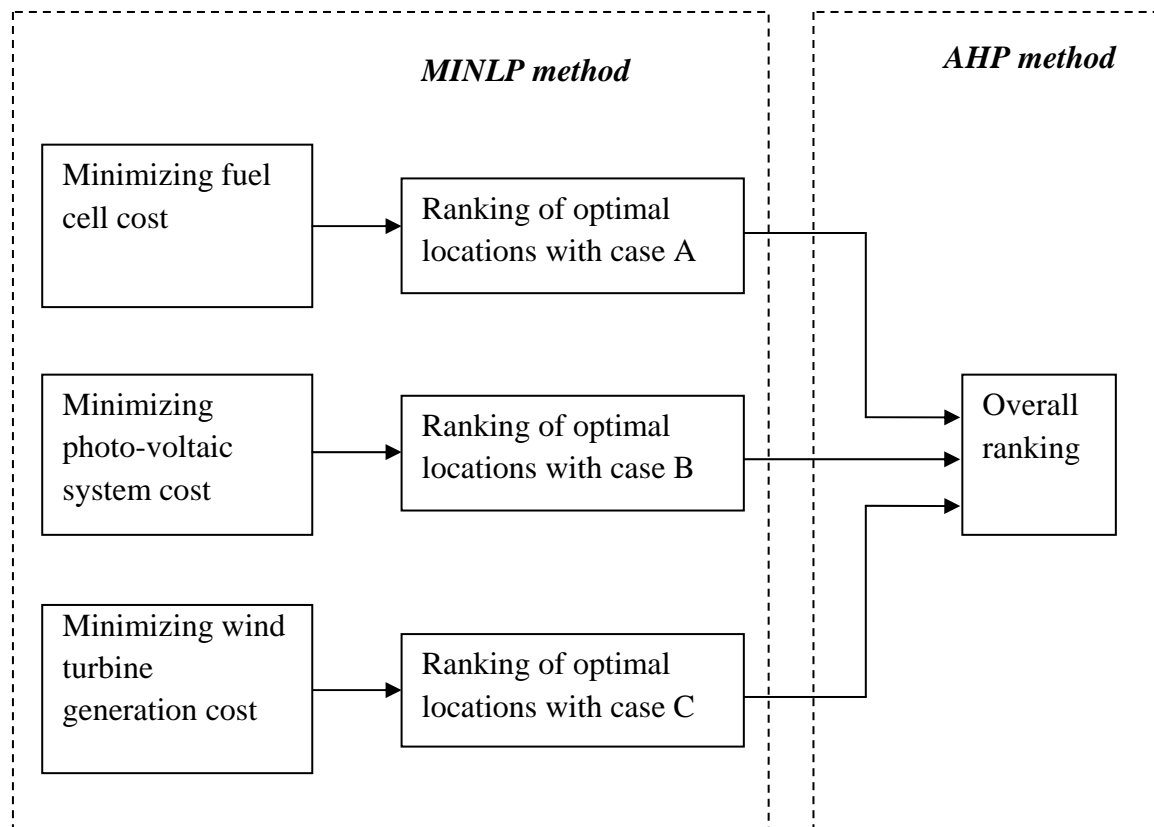 MINLP method
AHP method
Minimizing fuel
cell cost
Ranking of optimal
locations with case A
Minimizing
photo-voltaic
system cost
Ranking of optimal
locations with case B
Overall
ranking
Minimizing wind
turbine
generation cost
Ranking of optimal
locations with case C